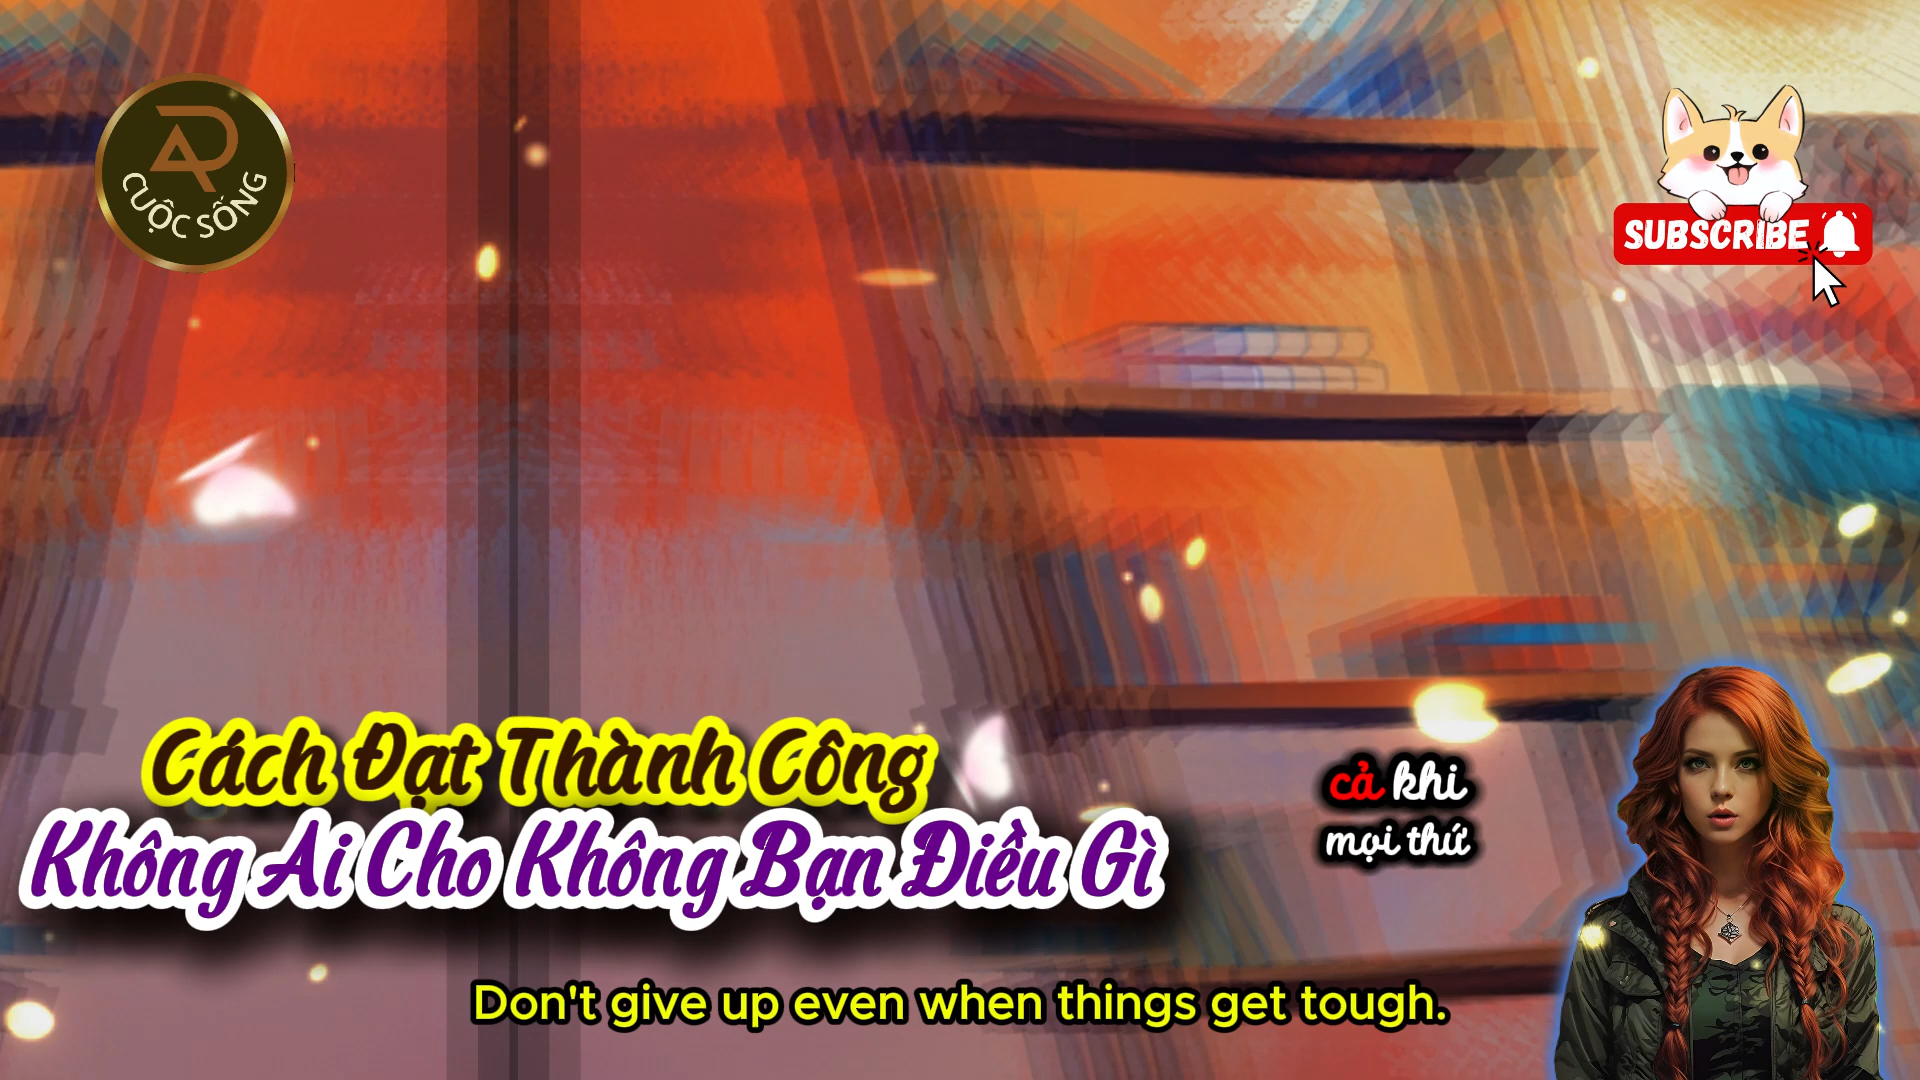 CUỘC SỐNG
SUBSCRIBE
Cách Đạt Thành Công
Không Ai Cho Không Bạn Điều Gì
cả khi
mọi thứ
Don't give up even when things get tough.